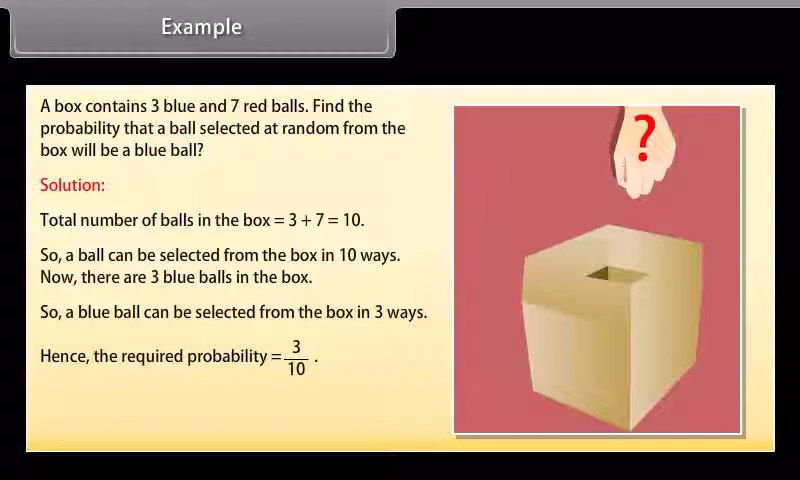 Example
A box contains 3 blue and 7 red balls. Find the
probability that a ball selected at random from the
box will be a blue ball?
Solution:
Total number of balls in the box = 3 + 7 = 10.
So, a ball can be selected from the box in 10 ways.
Now, there are 3 blue balls in the box.
So, a blue ball can be selected from the box in 3 ways.
Hence, the required probability = 3/10 .
?